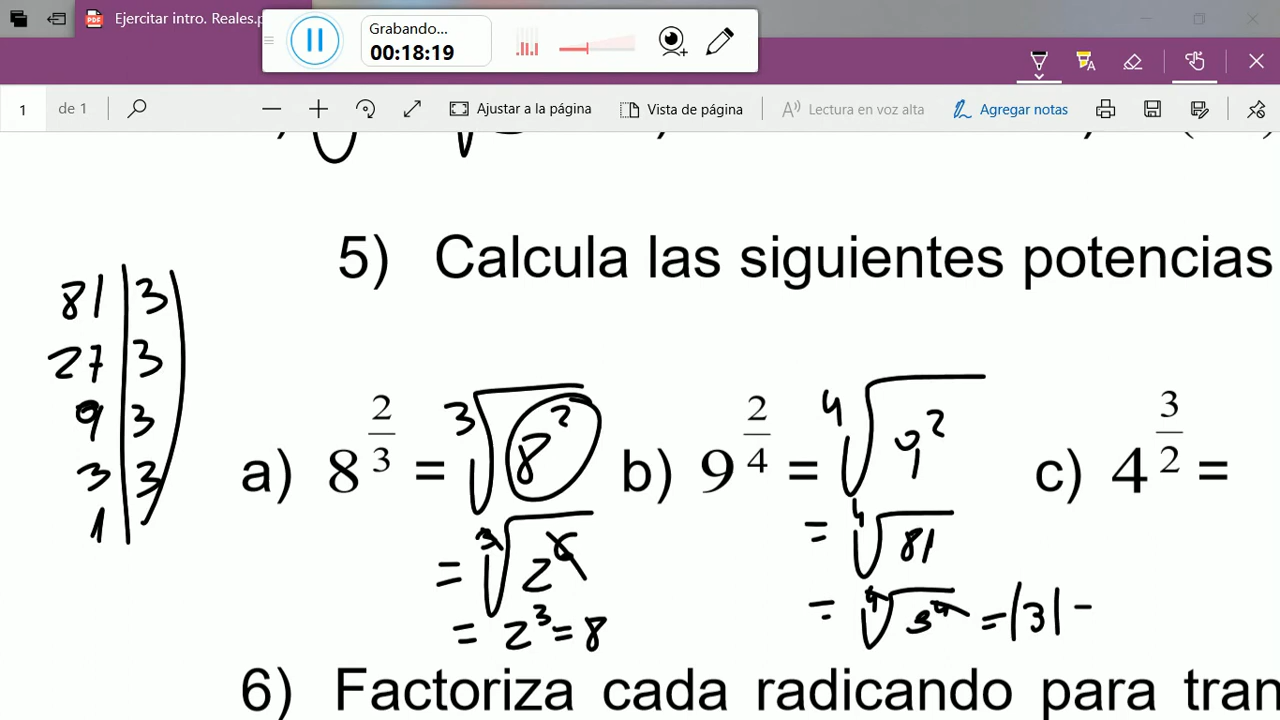 Ejercitar intro. Reales.p
Grabando...
00:18:19
1 de 1 Ajustar a la página Vista de página Lectura en voz alta Agregar notas
5) Calcula las siguientes potencias
81 | 3
27 | 3
9 | 3
3 | 3
1
a) 8^(2/3) = ∛(8²) b) 9^(2/4) = ∜(9²) c) 4^(3/2) =
= ∛(2⁶) = ∜81
= 2³ = 8 = ∜(3⁴) = |3| =
6) Factoriza cada radicando para tran